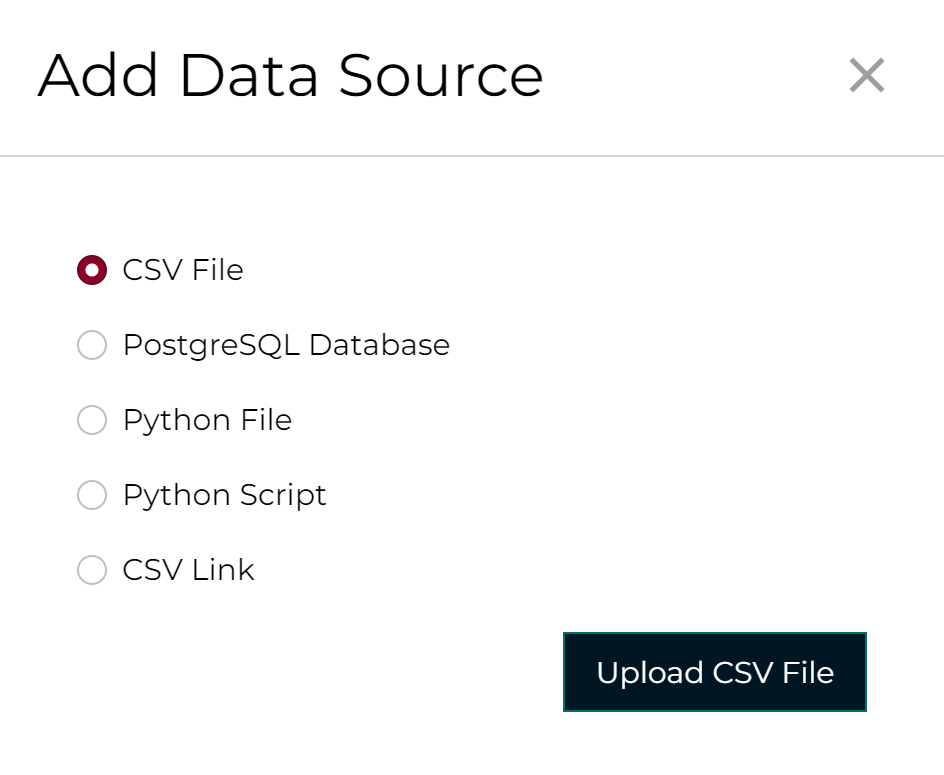 Add Data Source
CSV File
PostgreSQL Database
Python File
Python Script
CSV Link
Upload CSV File